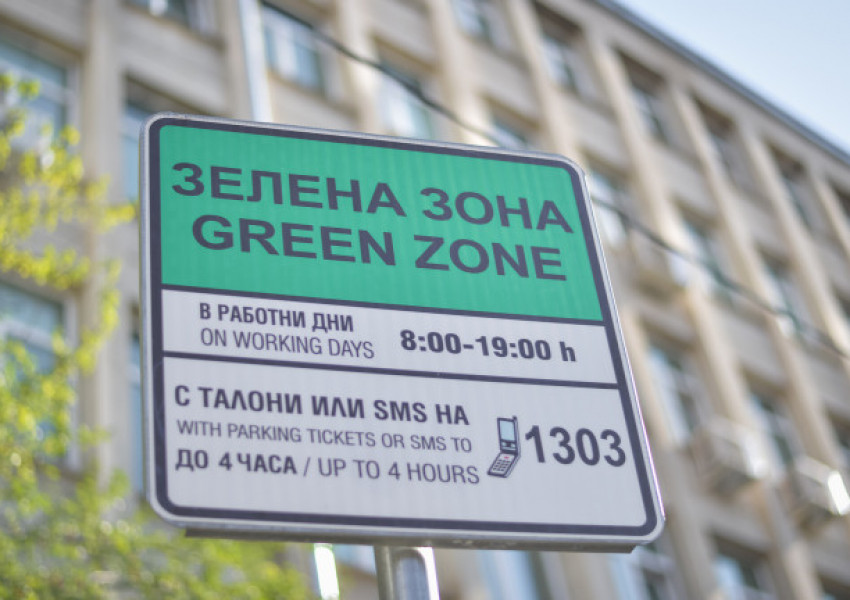 ЗЕЛЕНА ЗОНА
GREEN ZONE
В РАБОТНИ ДНИ
ON WORKING DAYS
8:00-19:00 h
С ТАЛОНИ ИЛИ SMS НА
WITH PARKING TICKETS OR SMS TO
1303
ДО 4 ЧАСА / UP TO 4 HOURS